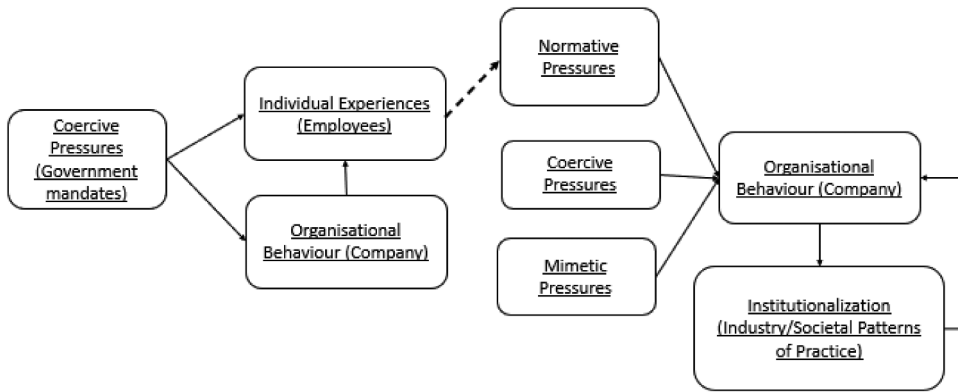 Coercive
Pressures
(Government
mandates)
Individual Experiences
(Employees)
Organisational
Behaviour (Company)
Normative
Pressures
Coercive
Pressures
Mimetic
Pressures
Organisational
Behaviour (Company)
Institutionalization
(Industry/Societal Patterns
of Practice)